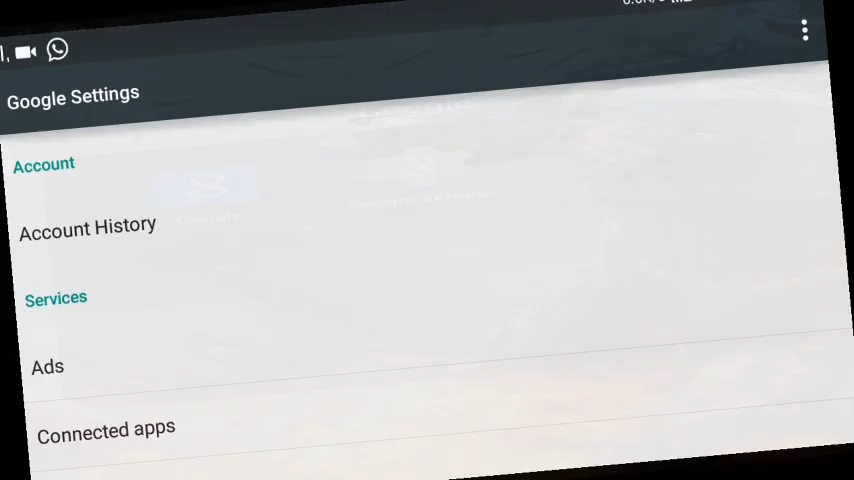 Google Settings
Account
Account History
Services
Ads
Connected apps